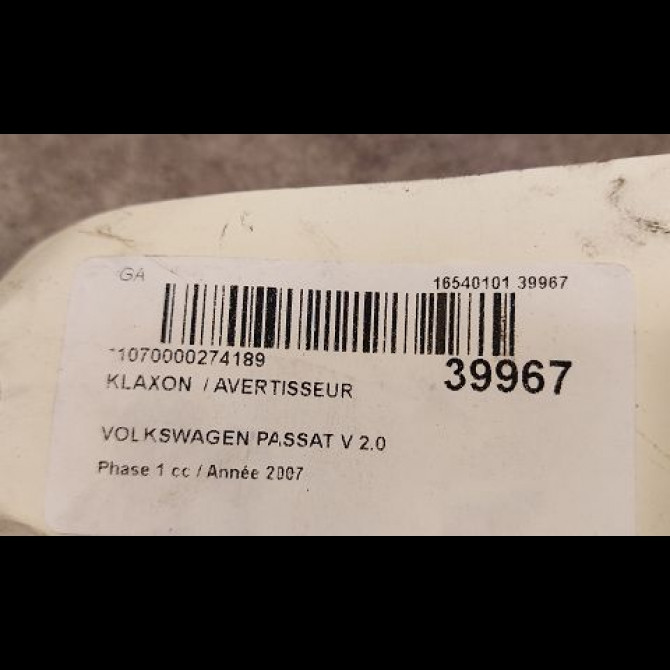 GA
16540101 39967
*1070000274189
39967
KLAXON / AVERTISSEUR
VOLKSWAGEN PASSAT V 2.0
Phase 1 cc / Année 2007